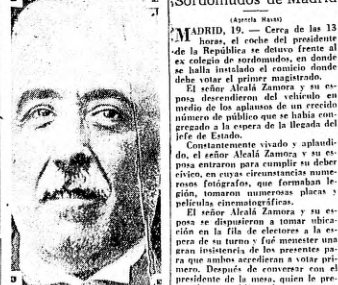 Sordomudos de Madrid
(Agencia Havas)
MADRID, 19. — Cerca de las 13
horas, el coche del presidente
de la República se detuvo frente al
ex colegio de sordomudos, en donde
se halla instalado el comicio donde
debe votar el primer magistrado.
El señor Alcalá Zamora y su es-
posa descendieron del vehículo en
medio de los aplausos de un crecido
número de público que se había con-
gregado a la espera de la llegada del
jefe de Estado.
Constantemente vivado y aplaudi-
do, el señor Alcalá Zamora y su es-
posa entraron para cumplir su deber
cívico, en cuyas circunstancias nume-
rosos fotógrafos, que formaban le-
gión, tomaron numerosas placas y
películas cinematográficas.
El señor Alcalá Zamora y su es-
posa se dispusieron a tomar ubica-
ción en la fila de electores a la es-
pera de su turno y fué menester una
gran insistencia de los presentes pa-
ra que ambos accedieran a votar pri-
mero. Después de conversar con el
presidente de la mesa, quien le pre-